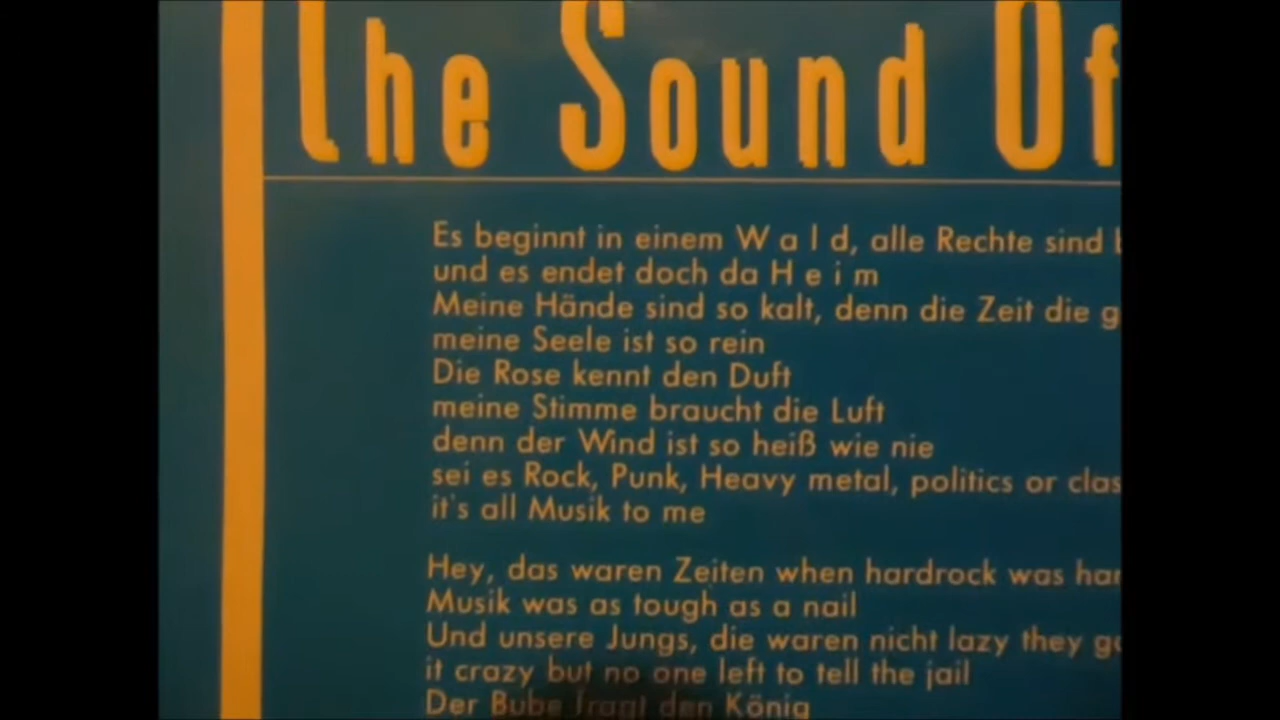 The Sound Of
Es beginnt in einem W a l d, alle Rechte sind
und es endet doch da H e i m
Meine Hände sind so kalt, denn die Zeit die
meine Seele ist so rein
Die Rose kennt den Duft
meine Stimme braucht die Luft
denn der Wind ist so heiß wie nie
sei es Rock, Punk, Heavy metal, politics or
it's all Musik to me
Hey, das waren Zeiten when hardrock was
Musik was as tough as a nail
Und unsere Jungs, die waren nicht lazy they
it crazy but no one left to tell the jail
Der Bube fragt den König